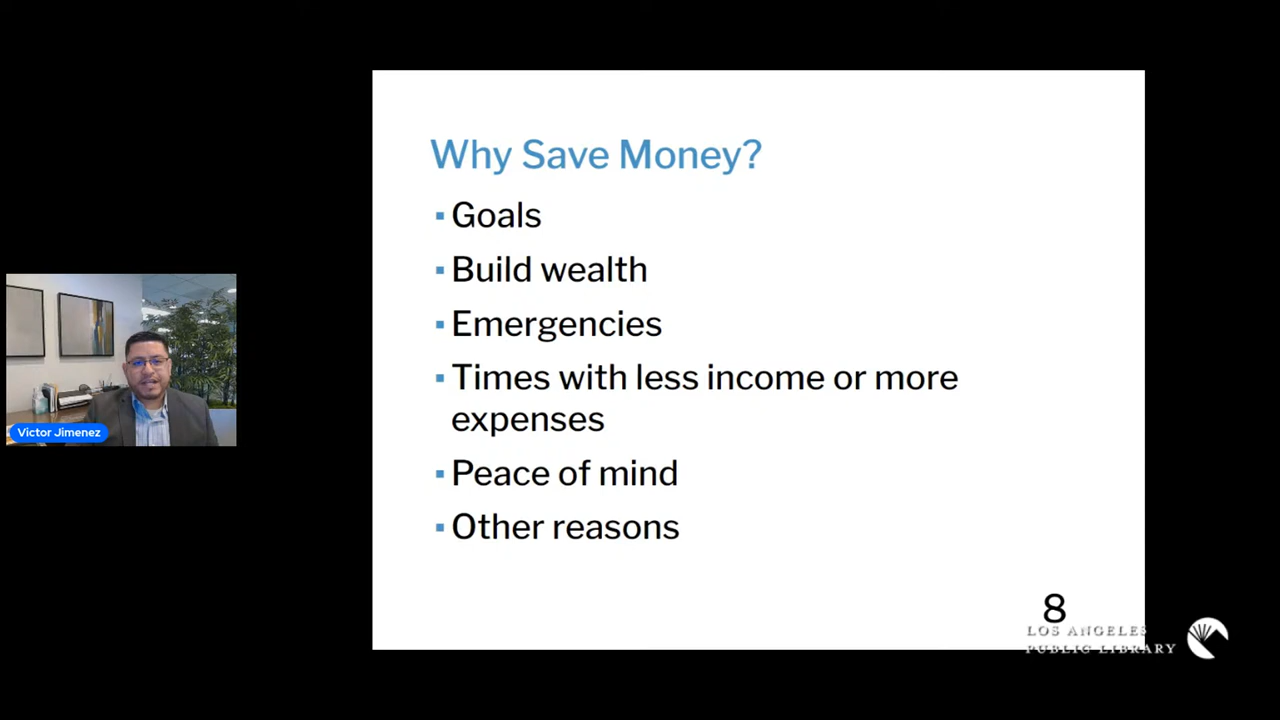 Why Save Money?
▪ Goals
▪ Build wealth
▪ Emergencies
▪ Times with less income or more
expenses
▪ Peace of mind
▪ Other reasons
Victor Jimenez
8
LOS ANGELES
PUBLIC LIBRARY